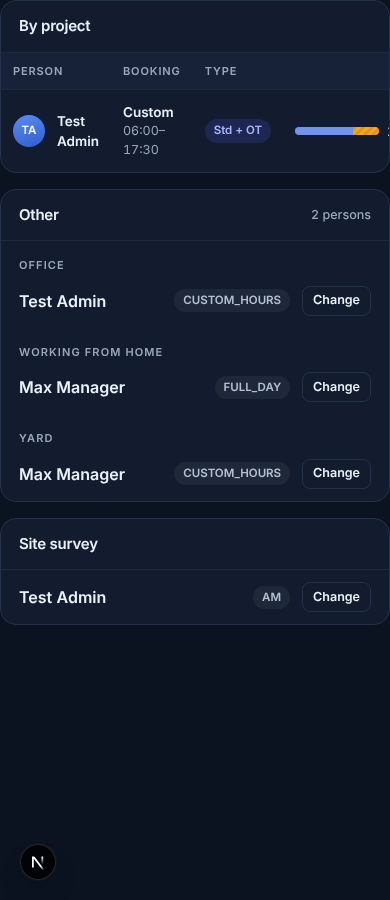 By project
PERSON BOOKING TYPE
TA Test Admin Custom 06:00–17:30 Std + OT
Other 2 persons
OFFICE
Test Admin CUSTOM_HOURS Change
WORKING FROM HOME
Max Manager FULL_DAY Change
YARD
Max Manager CUSTOM_HOURS Change
Site survey
Test Admin AM Change
N